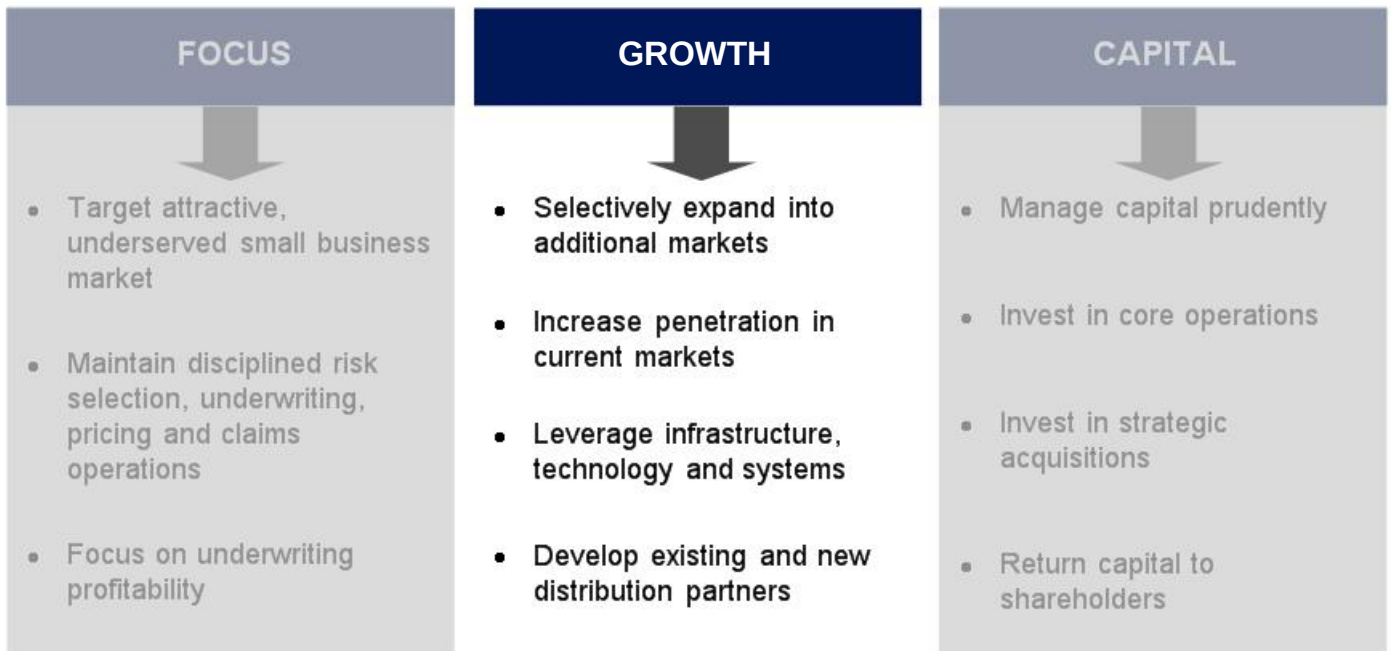 FOCUS
• Target attractive,
underserved small business
market
• Maintain disciplined risk
selection, underwriting,
pricing and claims
operations
• Focus on underwriting
profitability
GROWTH
• Selectively expand into
additional markets
• Increase penetration in
current markets
• Leverage infrastructure,
technology and systems
• Develop existing and new
distribution partners
CAPITAL
• Manage capital prudently
• Invest in core operations
• Invest in strategic
acquisitions
• Return capital to
shareholders